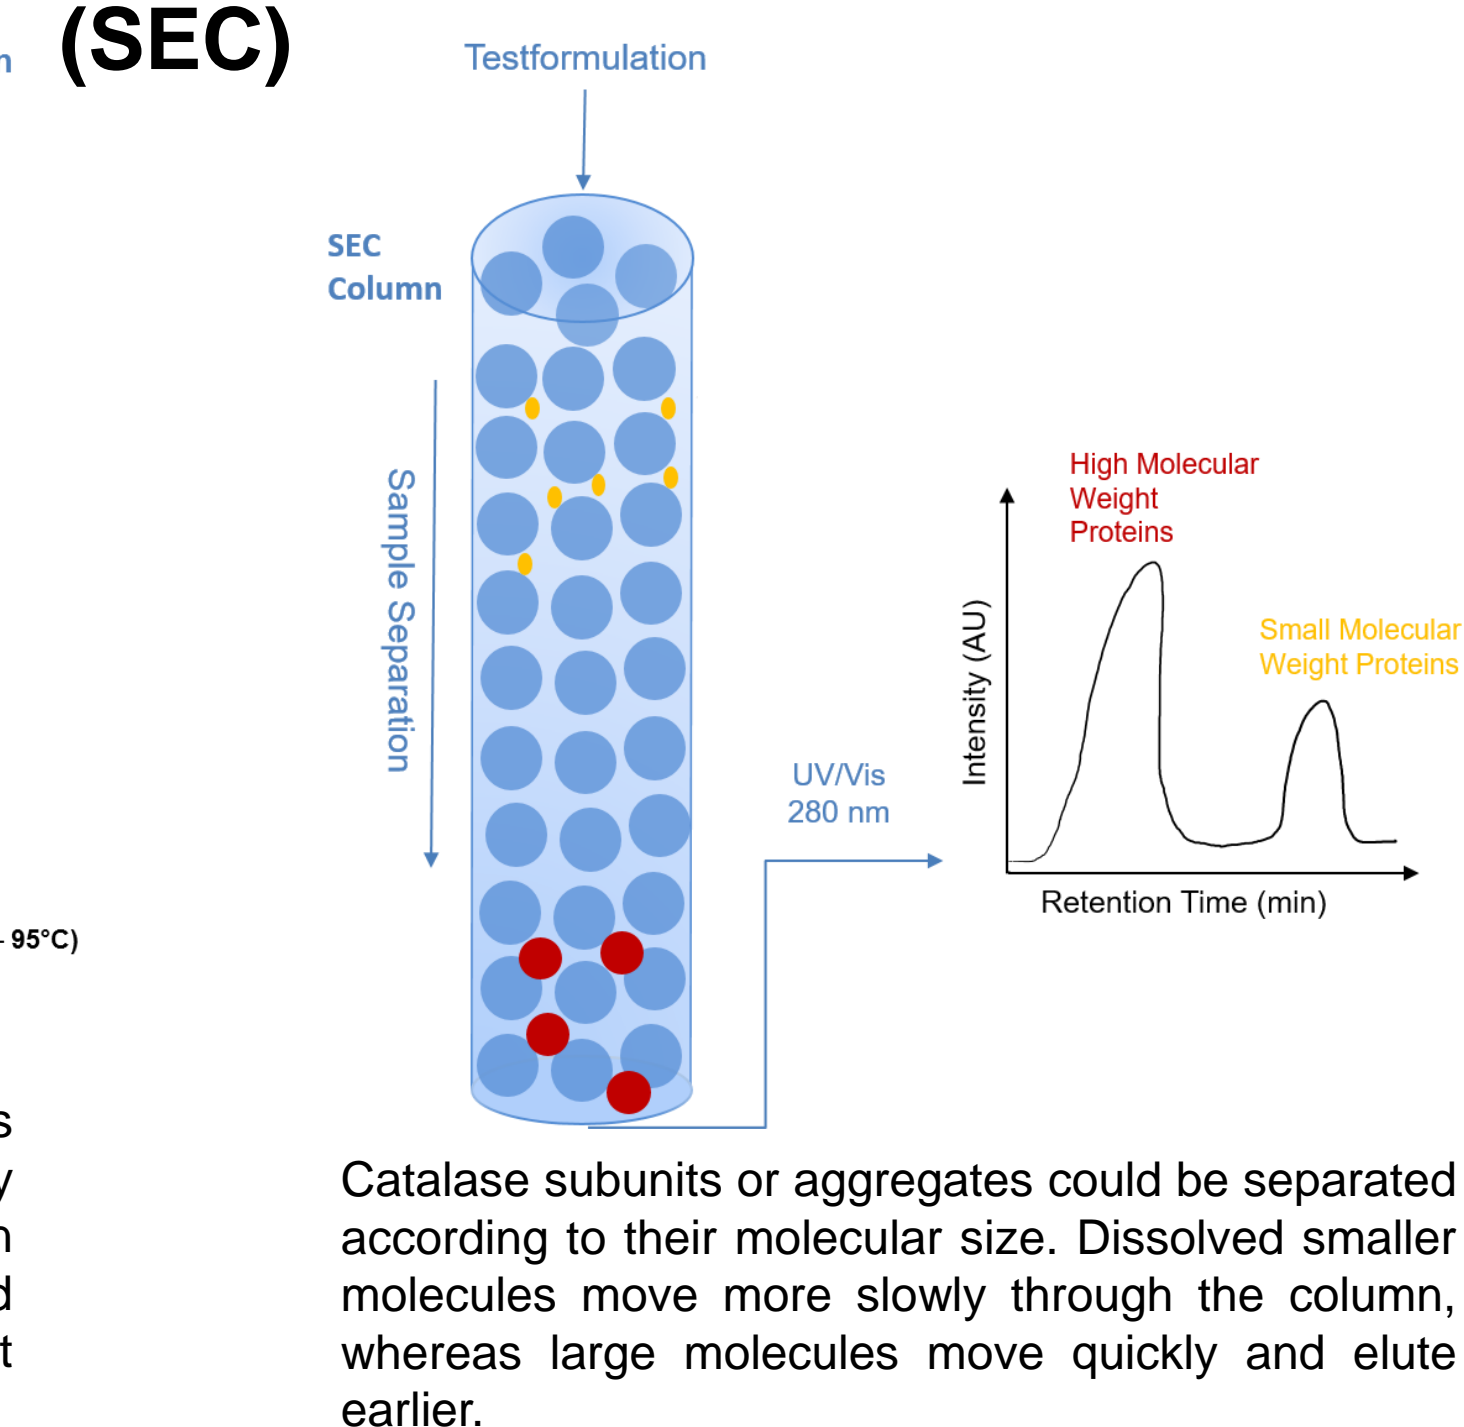 (SEC)
Testformulation
SEC
Column
Sample Separation
UV/Vis
280 nm
High Molecular
Weight
Proteins
Small Molecular
Weight Proteins
Intensity (AU)
Retention Time (min)
- 95°C)
Catalase subunits or aggregates could be separated
according to their molecular size. Dissolved smaller
molecules move more slowly through the column,
whereas large molecules move quickly and elute
earlier.